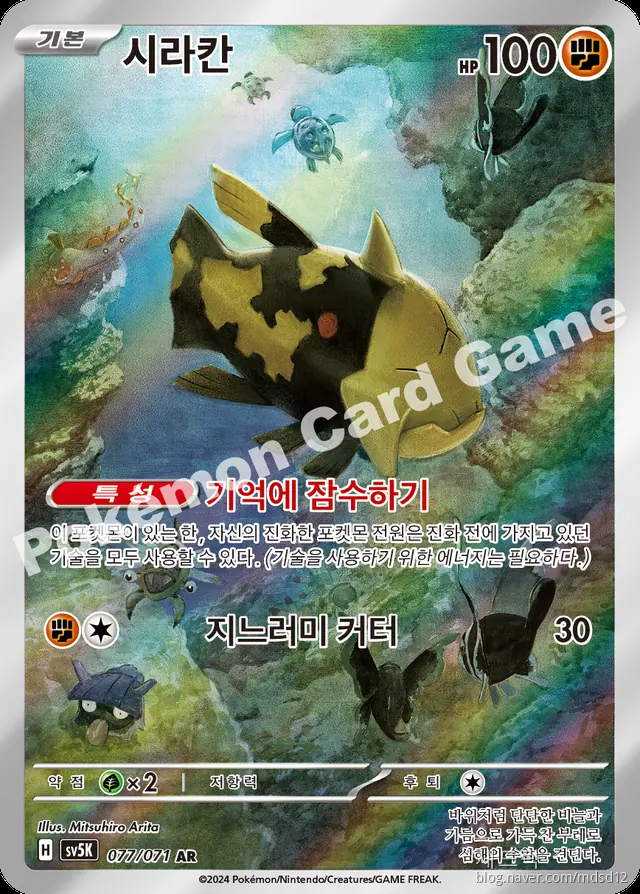 기본 시라칸 HP 100
Pokémon Card Game
특성 기억에 잠수하기
이 포켓몬이 있는 한, 자신의 진화한 포켓몬 전원은 진화 전에 가지고 있던
기술을 모두 사용할 수 있다. (기술을 사용하기 위한 에너지는 필요하다.)
지느러미 커터 30
약점 ×2 저항력 후퇴
바위처럼 단단한 비늘과
기름으로 가득 찬 부레로
심해의 수압을 견딘다.
Illus. Mitsuhiro Arita
H SV5K 077/071 AR
©2024 Pokémon/Nintendo/Creatures/GAME FREAK.
blog.naver.com/mdsd12